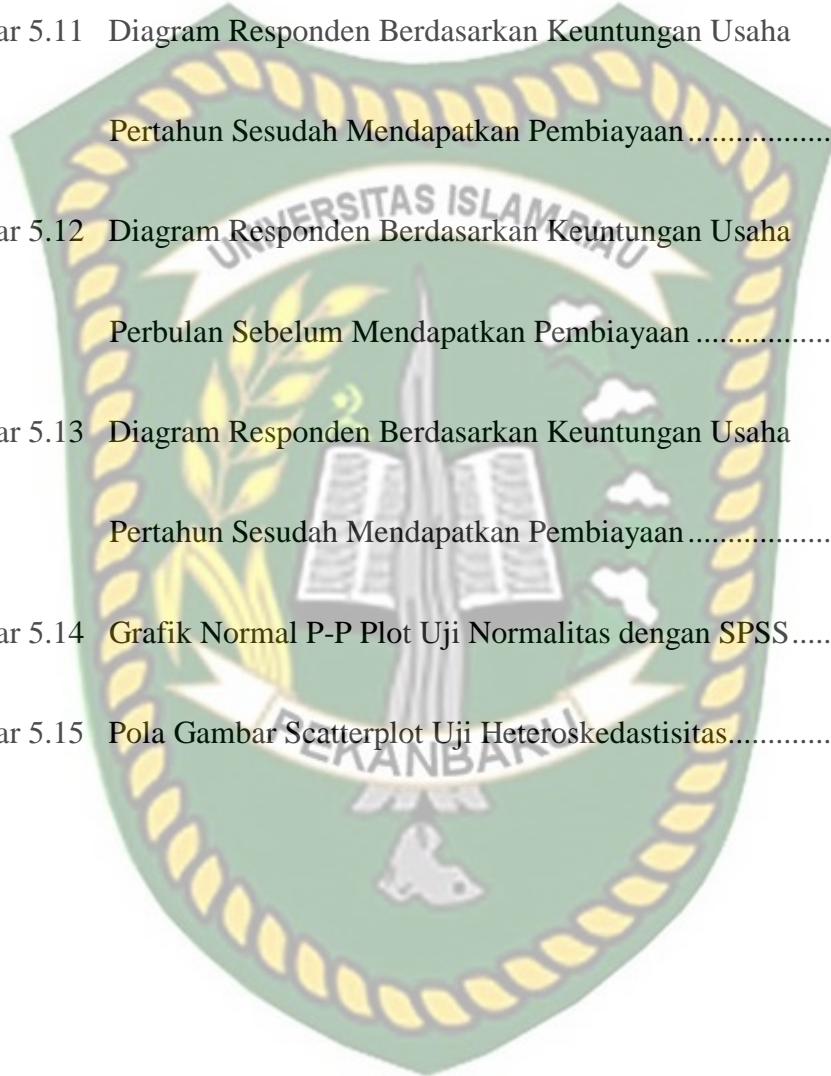 ar 5.11 Diagram Responden Berdasarkan Keuntungan Usaha
Pertahun Sesudah Mendapatkan Pembiayaan.................
UNIVERSITAS ISLAM RIAU
ar 5.12 Diagram Responden Berdasarkan Keuntungan Usaha
Perbulan Sebelum Mendapatkan Pembiayaan ................
ar 5.13 Diagram Responden Berdasarkan Keuntungan Usaha
Pertahun Sesudah Mendapatkan Pembiayaan.................
ar 5.14 Grafik Normal P-P Plot Uji Normalitas dengan SPSS.....
ar 5.15 Pola Gambar Scatterplot Uji Heteroskedastisitas.............
PEKANBARU